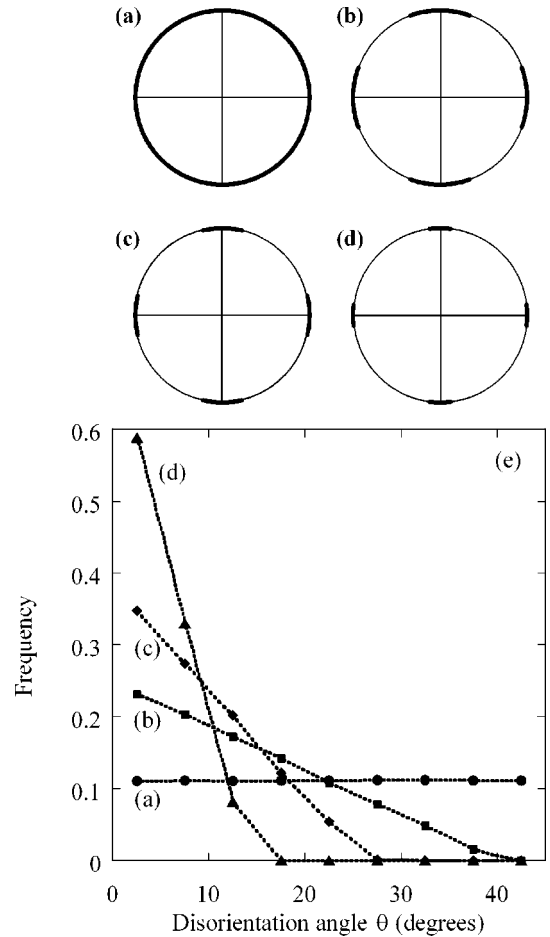 (a) (b)
(c) (d)
0.6
(e)
(d)
0.5
0.4
Frequency
0.3
(c)
0.2
(b)
0.1
(a)
0
0 10 20 30 40
Disorientation angle θ (degrees)